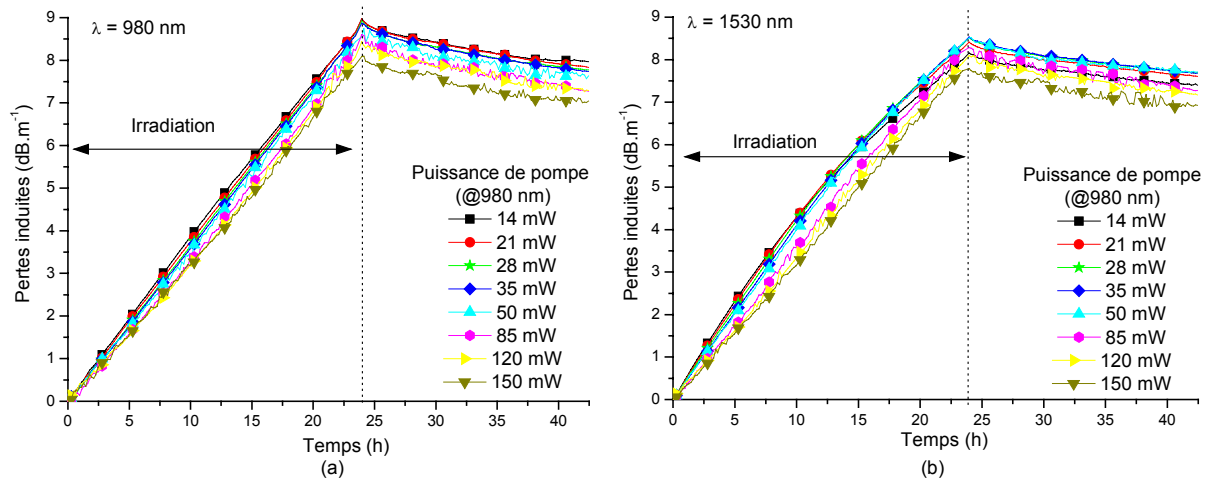 λ = 980 nm
Irradiation
Puissance de pompe
(@980 nm)
14 mW
21 mW
28 mW
35 mW
50 mW
85 mW
120 mW
150 mW
Pertes induites (dB.m⁻¹)
9
8
7
6
5
4
3
2
1
0
0 5 10 15 20 25 30 35 40
Temps (h)
(a)
λ = 1530 nm
Irradiation
Puissance de pompe
(@980 nm)
14 mW
21 mW
28 mW
35 mW
50 mW
85 mW
120 mW
150 mW
Pertes induites (dB.m⁻¹)
9
8
7
6
5
4
3
2
1
0
0 5 10 15 20 25 30 35 40
Temps (h)
(b)